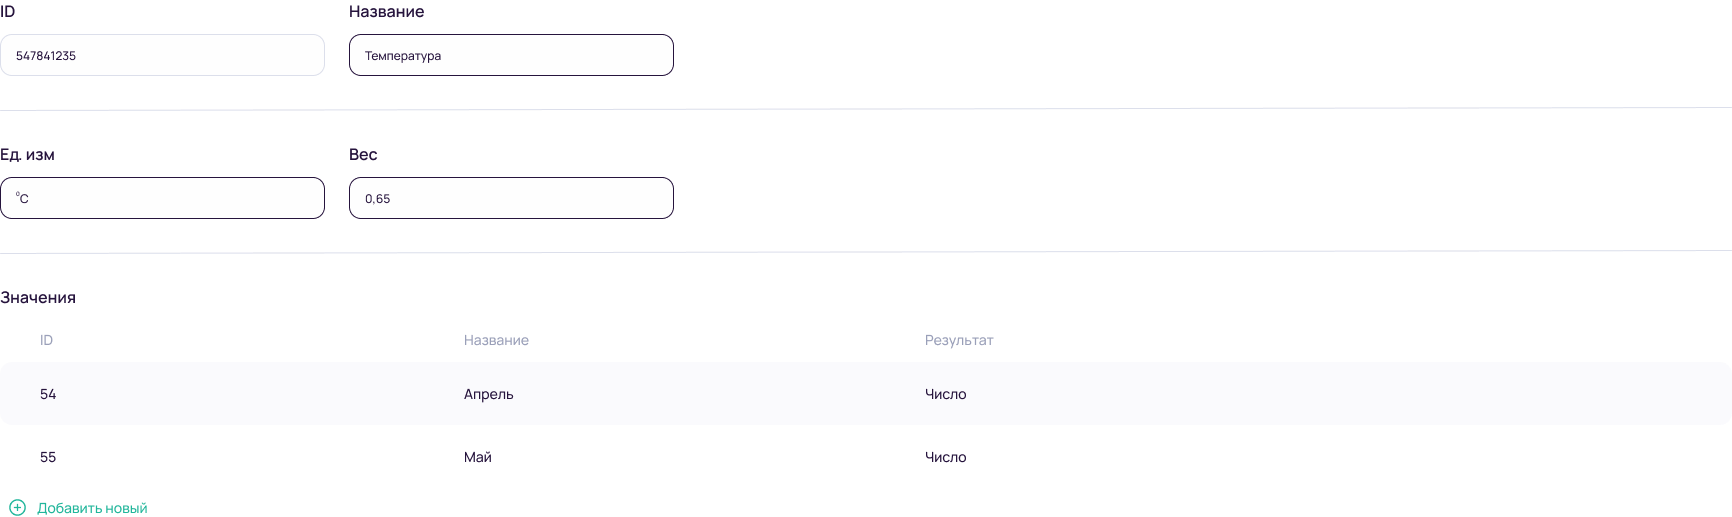 ID Название
547841235 Температура
Ед. изм Вес
⁰C 0,65
Значения
ID Название Результат
54 Апрель Число
55 Май Число
Добавить новый